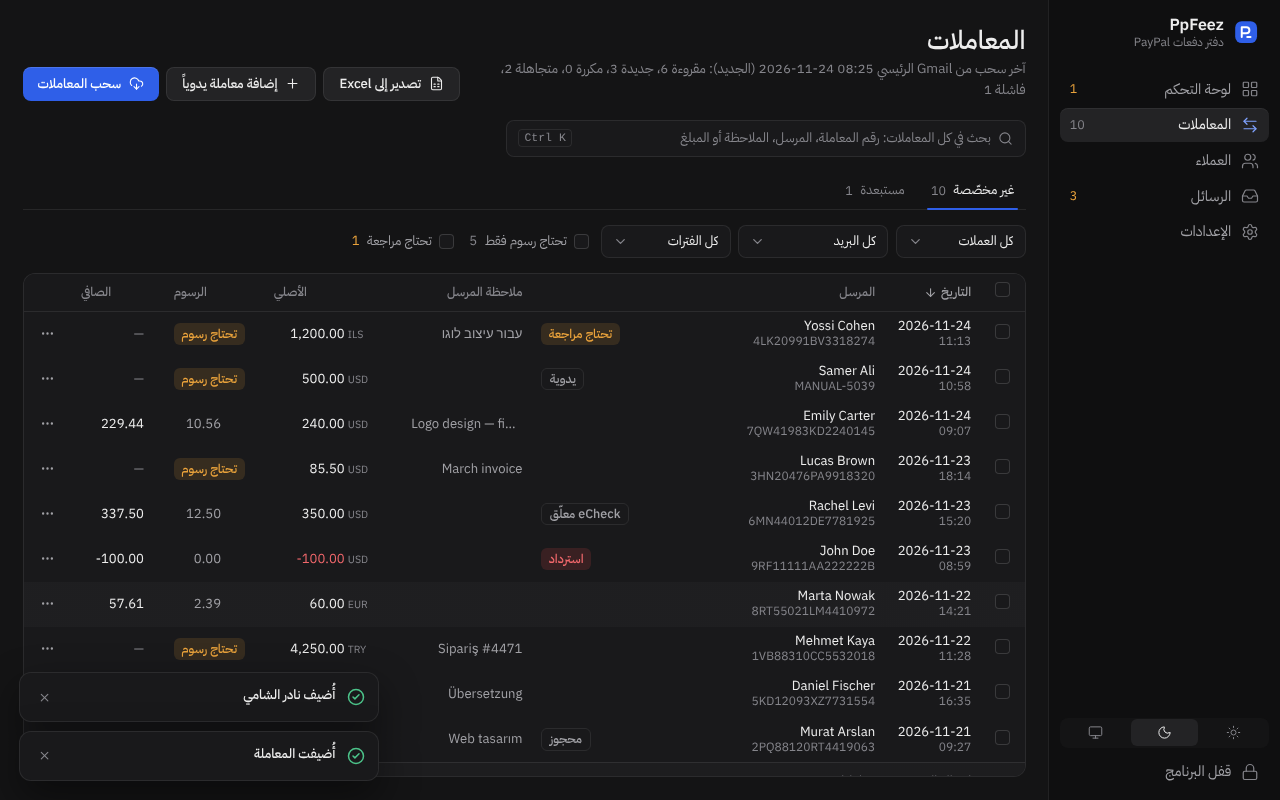 PpFeez
دفتر دفعات PayPal
لوحة التحكم 1
المعاملات 10
العملاء
الرسائل 3
الإعدادات
قفل البرنامج
المعاملات
آخر سحب من Gmail الرئيسي 08:25 2026-11-24 (الجديد): مقروءة 6، جديدة 3، مكررة 0، متجاهلة 2،
فاشلة 1
تصدير إلى Excel
إضافة معاملة يدوياً
سحب المعاملات
بحث في كل المعاملات: رقم المعاملة، المرسل، الملاحظة أو المبلغ Ctrl K
غير مخصّصة 10 مستبعدة 1
كل العملات كل البريد كل الفترات تحتاج رسوم فقط 5 تحتاج مراجعة 1
التاريخ المرسل ملاحظة المرسل الأصلي الرسوم الصافي
2026-11-24 Yossi Cohen تحتاج مراجعة עבור עיצוב לוגו 1,200.00 ILS تحتاج رسوم —
11:13 4LK20991BV3318274
2026-11-24 Samer Ali يدوية 500.00 USD تحتاج رسوم —
10:58 MANUAL-5039
2026-11-24 Emily Carter Logo design — fi... 240.00 USD 10.56 229.44
09:07 7QW41983KD2240145
2026-11-23 Lucas Brown March invoice 85.50 USD تحتاج رسوم —
18:14 3HN20476PA9918320
2026-11-23 Rachel Levi eCheck معلّق 350.00 USD 12.50 337.50
15:20 6MN44012DE7781925
2026-11-23 John Doe استرداد -100.00 USD 0.00 -100.00
08:59 9RF11111AA222222B
2026-11-22 Marta Nowak 60.00 EUR 2.39 57.61
14:21 8RT55021LM4410972
2026-11-22 Mehmet Kaya Sipariş #4471 4,250.00 TRY تحتاج رسوم —
11:28 1VB88310CC5532018
2026-11-21 Daniel Fischer Übersetzung
16:35 5KD12093XZ7731554
2026-11-21 Murat Arslan محجوز Web tasarım
09:27 2PQ88120RT4419063
أُضيف نادر الشامي
أُضيفت المعاملة